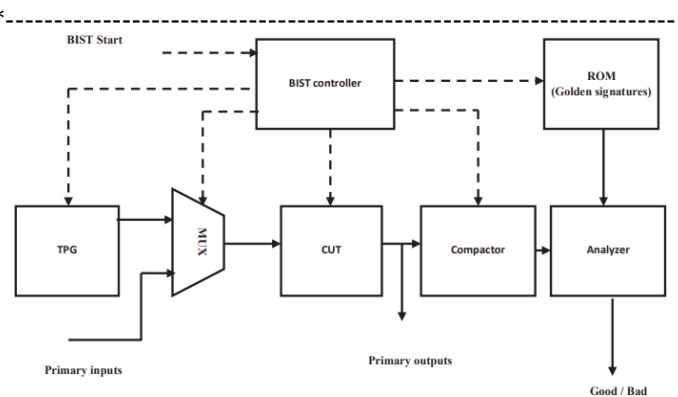 BIST Start
BIST controller
ROM
(Golden signatures)
TPG
MUX
CUT
Compactor
Analyzer
Primary outputs
Primary inputs
Good / Bad